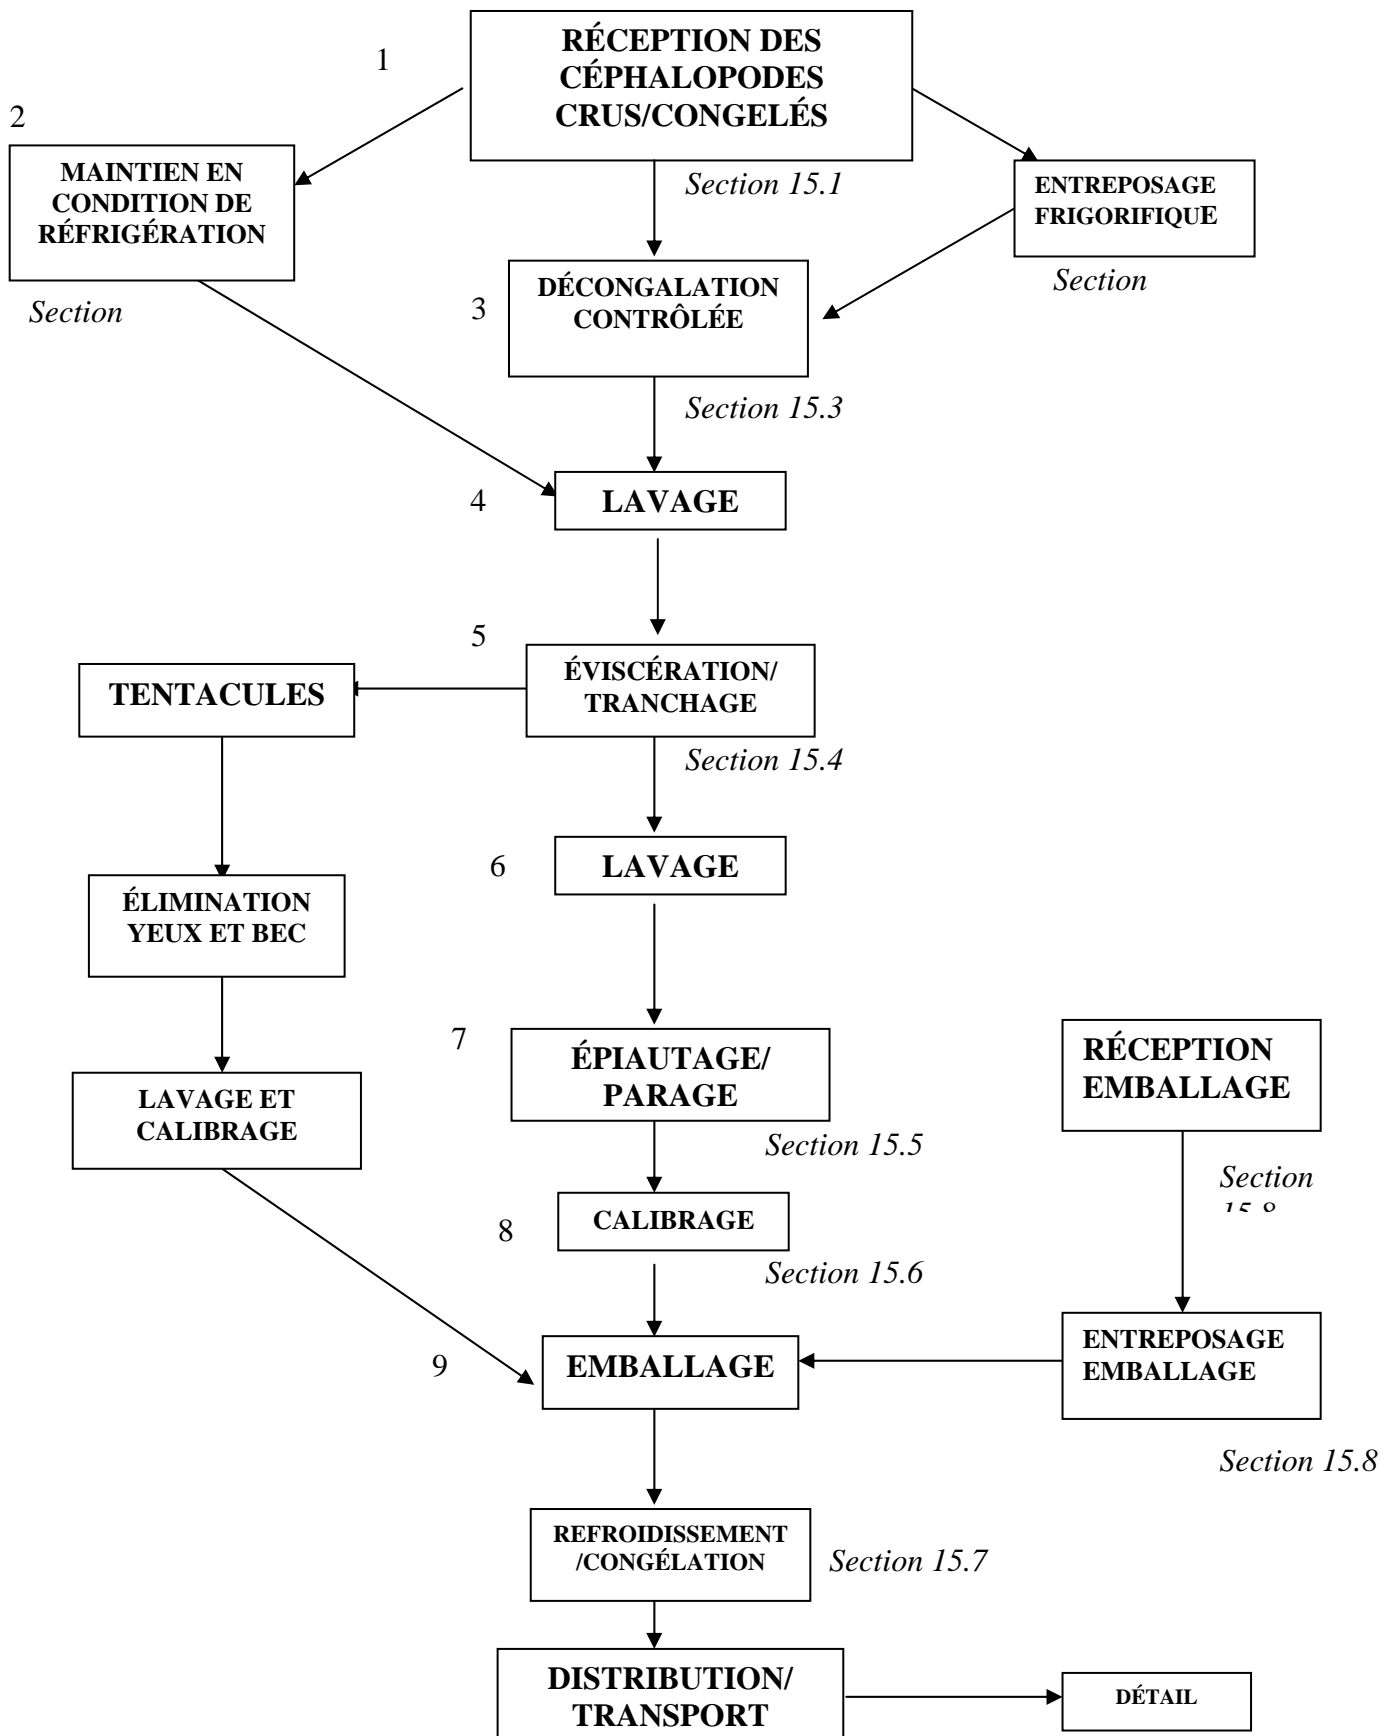 1
RÉCEPTION DES
CÉPHALOPODES
CRUS/CONGELÉS
2
MAINTIEN EN
CONDITION DE
RÉFRIGÉRATION
Section 15.1
ENTREPOSAGE
FRIGORIFIQUE
Section
Section
3
DÉCONGALATION
CONTRÔLÉE
Section 15.3
4
LAVAGE
5
ÉVISCÉRATION/
TRANCHAGE
TENTACULES
Section 15.4
6
LAVAGE
ÉLIMINATION
YEUX ET BEC
7
ÉPIAUTAGE/
PARAGE
RÉCEPTION
EMBALLAGE
LAVAGE ET
CALIBRAGE
Section 15.5
Section
15.8
8
CALIBRAGE
Section 15.6
9
EMBALLAGE
ENTREPOSAGE
EMBALLAGE
Section 15.8
REFROIDISSEMENT
/CONGÉLATION
Section 15.7
DISTRIBUTION/
TRANSPORT
DÉTAIL